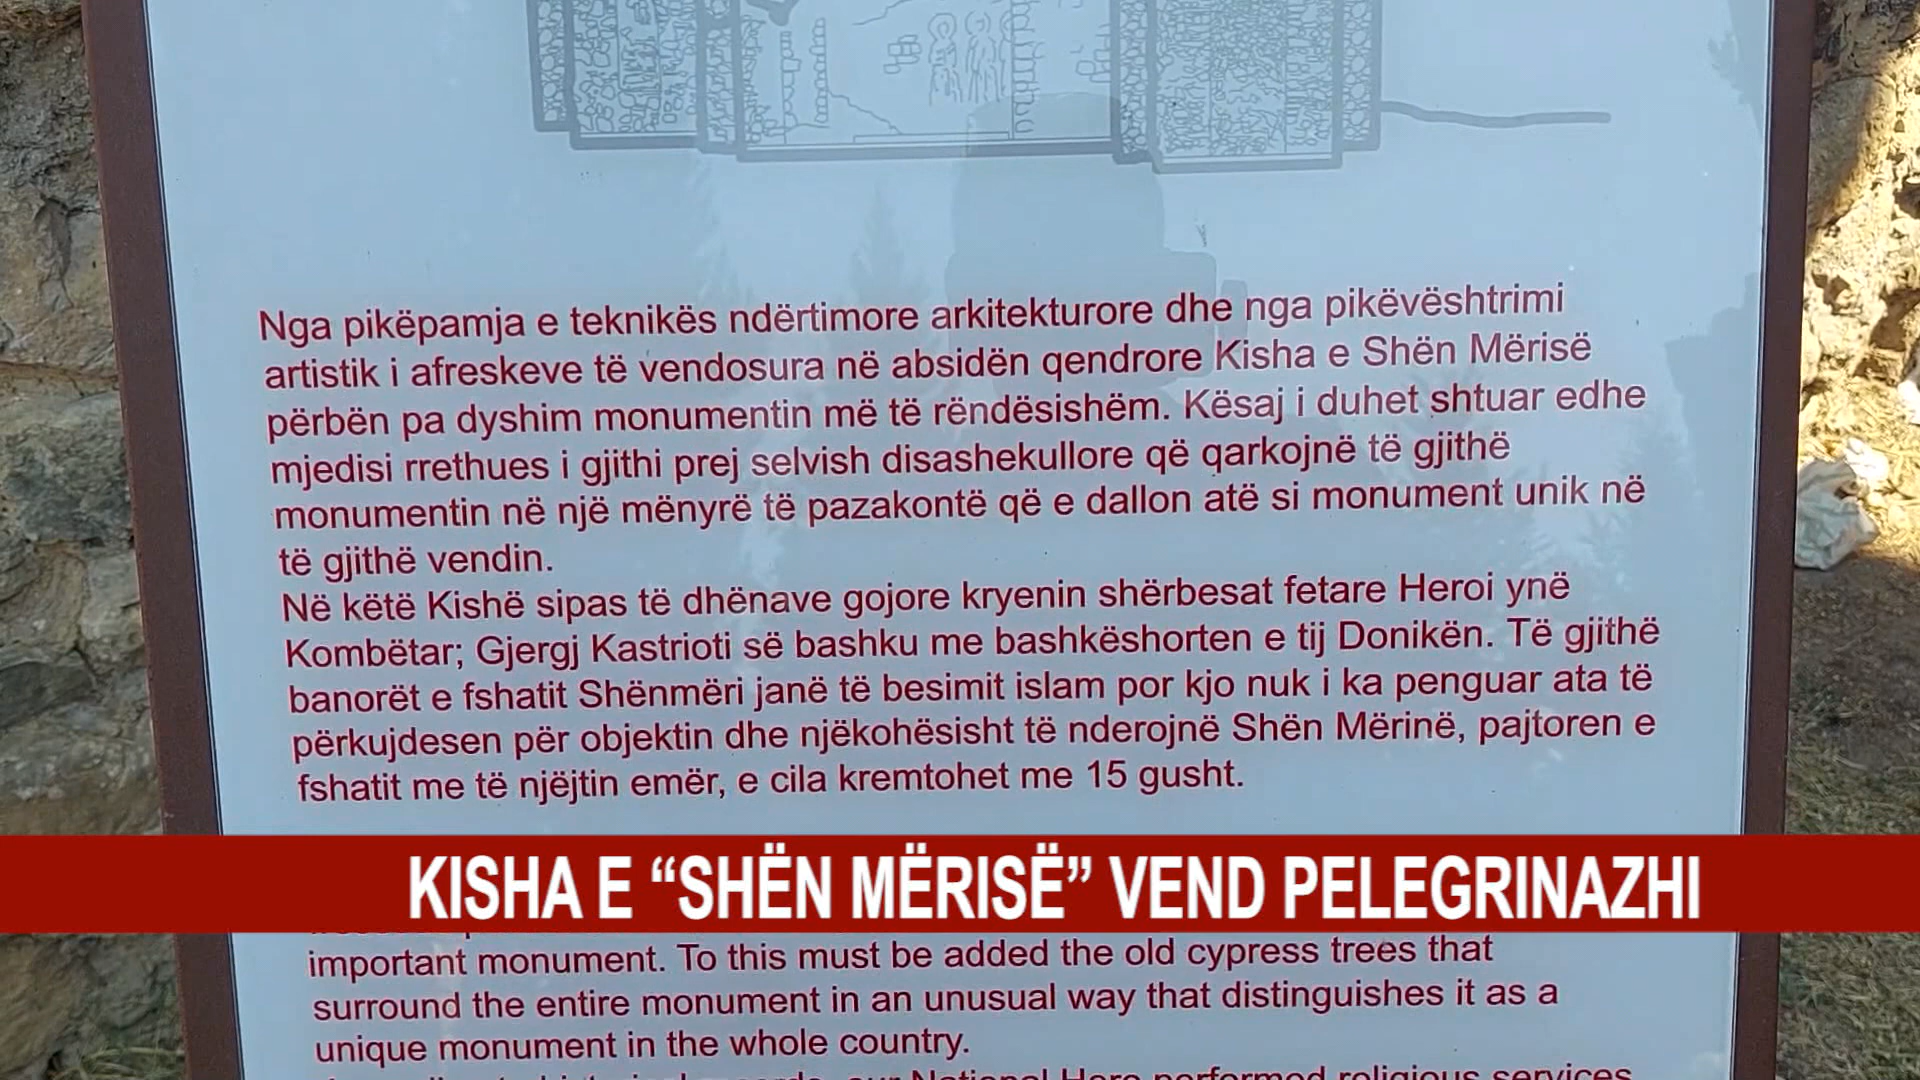 Nga pikëpamja e teknikës ndërtimore arkitekturore dhe nga pikëvështrimi
artistik i afreskeve të vendosura në absidën qendrore Kisha e Shën Mërisë
përbën pa dyshim monumentin më të rëndësishëm. Kësaj i duhet shtuar edhe
mjedisi rrethues i gjithi prej selvish disashekullore që qarkojnë të gjithë
monumentin në një mënyrë të pazakontë që e dallon atë si monument unik në
të gjithë vendin.
Në këtë Kishë sipas të dhënave gojore kryenin shërbesat fetare Heroi ynë
Kombëtar; Gjergj Kastrioti së bashku me bashkëshorten e tij Donikën. Të gjithë
banorët e fshatit Shënmëri janë të besimit islam por kjo nuk i ka penguar ata të
përkujdesen për objektin dhe njëkohësisht të nderojnë Shën Mërinë, pajtoren e
fshatit me të njëjtin emër, e cila kremtohet me 15 gusht.
KISHA E “SHËN MËRISË” VEND PELEGRINAZHI
important monument. To this must be added the old cypress trees that
surround the entire monument in an unusual way that distinguishes it as a
unique monument in the whole country.
our National Hero performed religious services